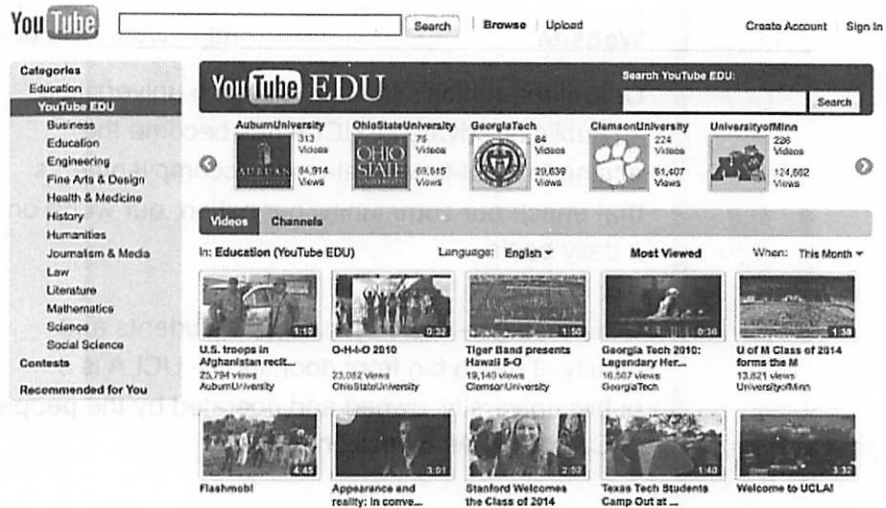 You Tube
Search
Browse
Upload
Create Account
Sign In
Categories
Education
YouTube EDU
Business
Education
Engineering
Fine Arts & Design
Health & Medicine
History
Humanities
Journalism & Media
Law
Literature
Mathematics
Science
Social Science
Contests
Recommended for You
You Tube EDU
Search YouTube EDU:
Search
AuburnUniversity
313
Videos
84,914
Views
AUBURN
OhioStateUniversity
75
Videos
69,615
Views
OHIO
STATE
GeorgiaTech
84
Videos
29,639
Views
ClemsonUniversity
224
Videos
61,407
Views
UniversityofMinn
226
Videos
124,662
Views
Videos
Channels
In: Education (YouTube EDU)
Language: English
Most Viewed
When: This Month
1:10
U.S. troops in
Afghanistan recit...
25,794 views
AuburnUniversity
0:32
O-H-I-O 2010
23,082 views
OhioStateUniversity
1:50
Tiger Band presents
Hawaii 5-O
19,140 views
ClemsonUniversity
0:36
Georgia Tech 2010:
Legendary Her...
16,567 views
GeorgiaTech
1:38
U of M Class of 2014
forms the M
13,821 views
UniversityofMinn
4:45
Flashmob!
3:01
Appearance and
reality: In conve...
2:02
Stanford Welcomes
the Class of 2014
1:40
Texas Tech Students
Camp Out at ...
3:32
Welcome to UCLA!